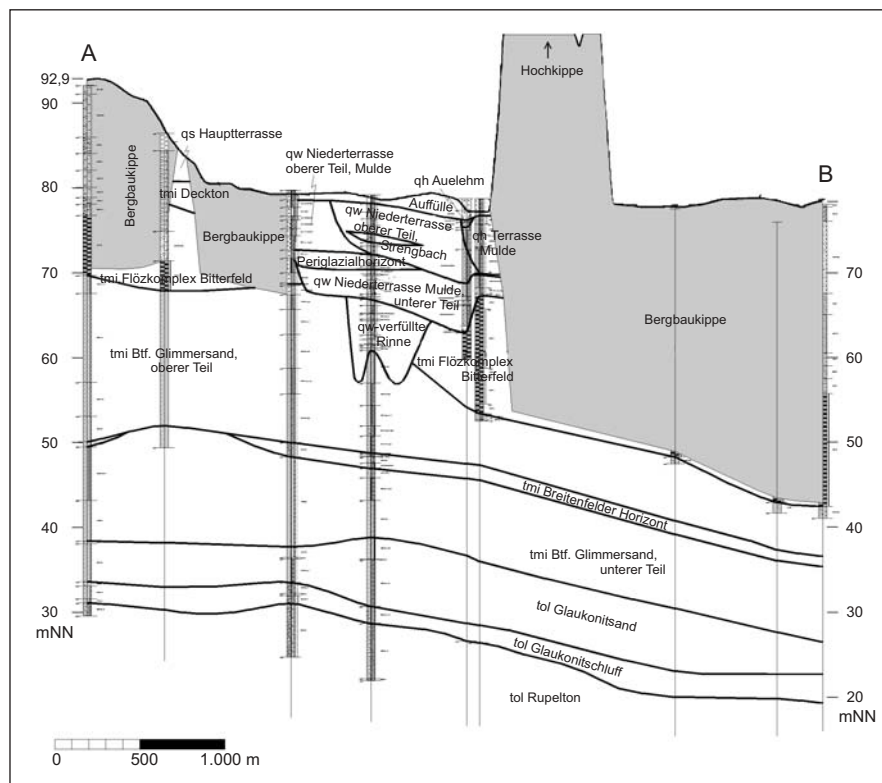 A
Hochkippe
92,9
90
qs Hauptterrasse
qw Niederterrasse
oberer Teil, Mulde
B
qh Auelehm
80
tmi Deckton
Auffülle
80
Bergbaukippe
qw Niederterrasse
oberer Teil,
Strengbach
qh Terrasse
Mulde
Bergbaukippe
Periglazialhorizont
70
tmi Flözkomplex Bitterfeld
qw Niederterrasse Mulde,
unterer Teil
70
Bergbaukippe
qw-verfüllte
Rinne
60
tmi Btf. Glimmersand,
oberer Teil
tmi Flözkomplex
Bitterfeld
60
50
50
tmi Breitenfelder Horizont
40
tmi Btf. Glimmersand,
unterer Teil
40
tol Glaukonitsand
30
mNN
30
tol Glaukonitschluff
tol Rupelton
20
mNN
0 500 1.000 m